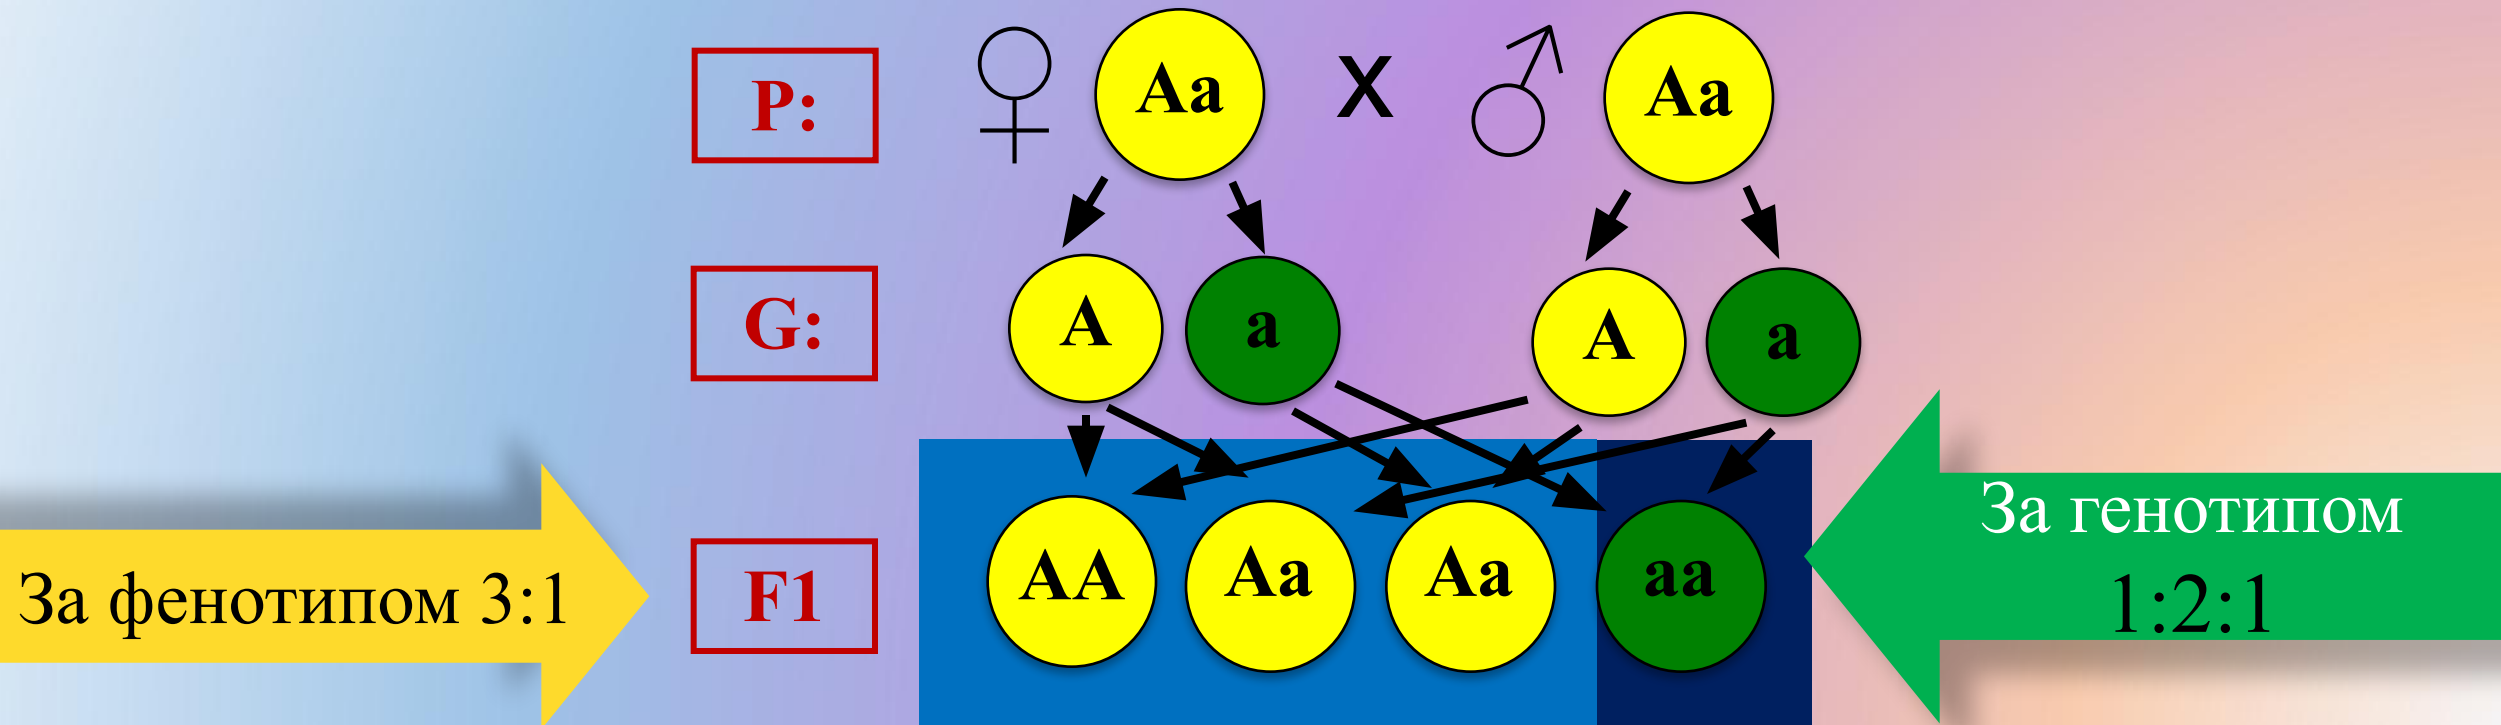 P:
Aa
X
Aa
G:
A
a
A
a
За фенотипом 3:1
F1
AA
Aa
Aa
aa
За генотипом
1:2:1